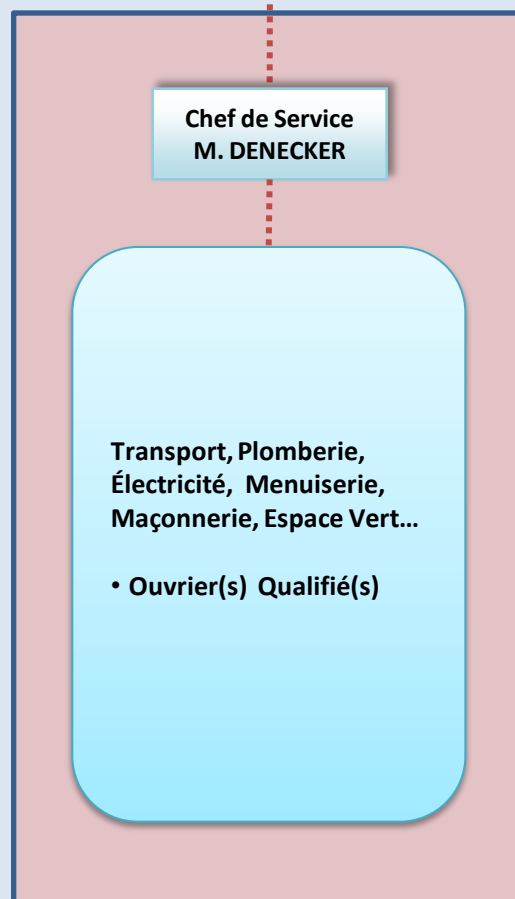 Chef de Service
M. DENECKER
Transport, Plomberie,
Électricité, Menuiserie,
Maçonnerie, Espace Vert...
• Ouvrier(s) Qualifié(s)